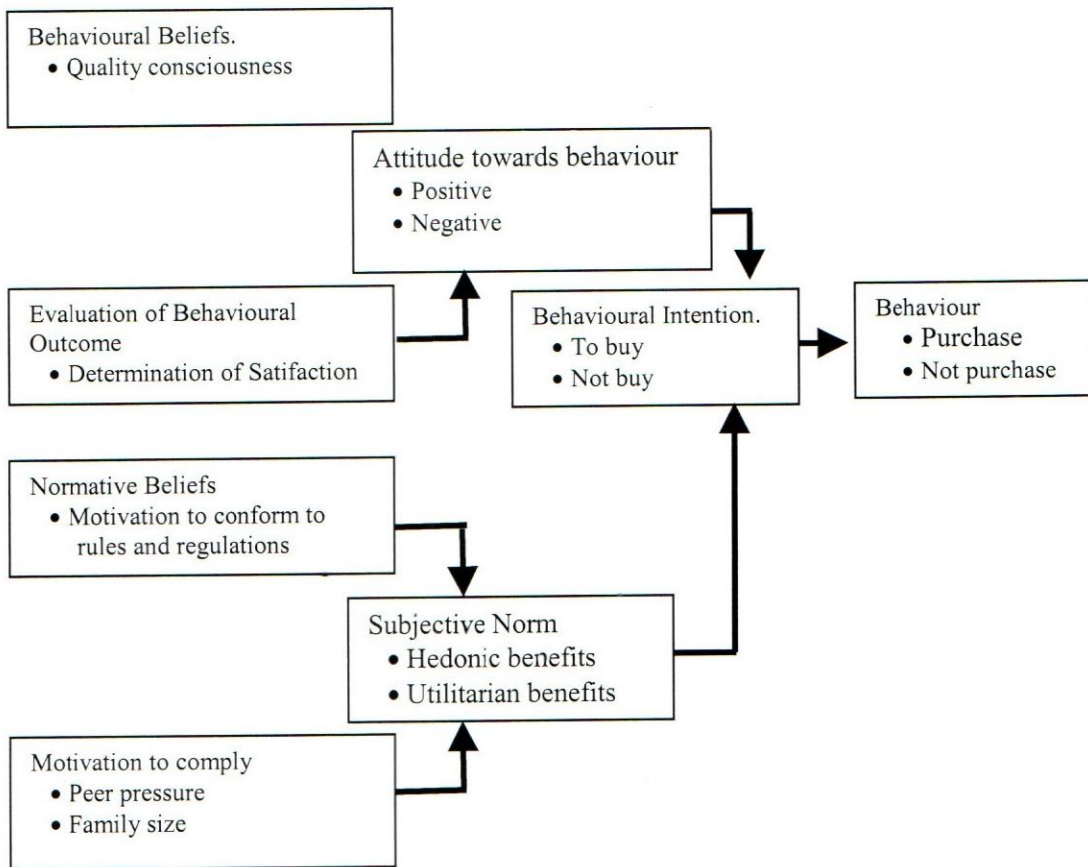 Behavioural Beliefs.
• Quality consciousness
Attitude towards behaviour
• Positive
• Negative
Evaluation of Behavioural
Outcome
• Determination of Satifaction
Behavioural Intention.
• To buy
• Not buy
Behaviour
• Purchase
• Not purchase
Normative Beliefs
• Motivation to conform to
rules and regulations
Subjective Norm
• Hedonic benefits
• Utilitarian benefits
Motivation to comply
• Peer pressure
• Family size